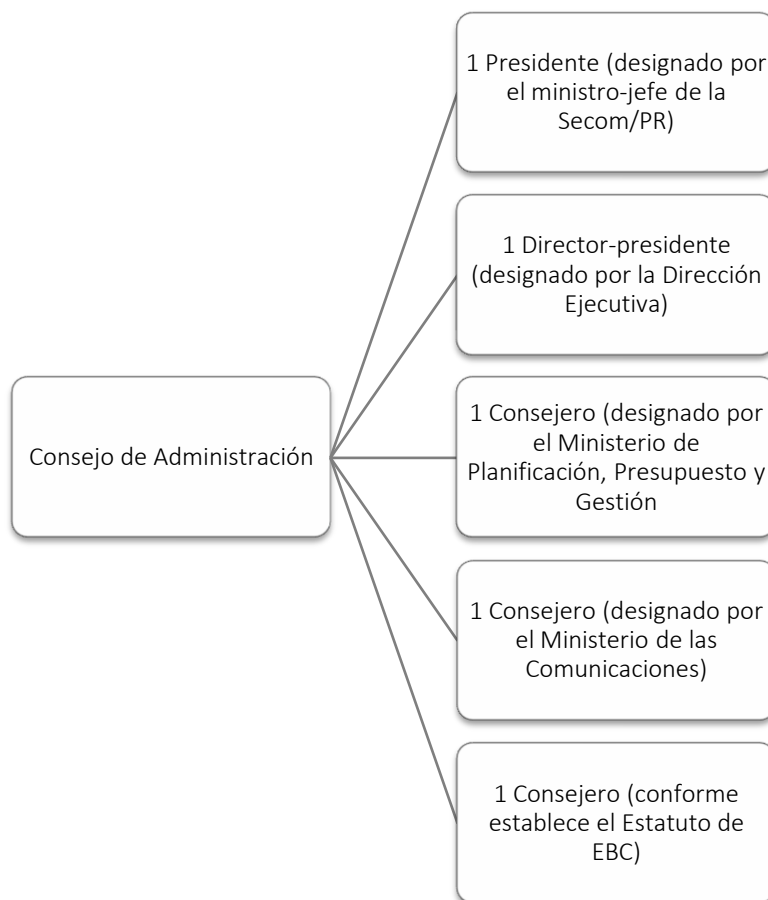 1 Presidente (designado por
el ministro-jefe de la
Secom/PR)
1 Director-presidente
(designado por la Dirección
Ejecutiva)
Consejo de Administración
1 Consejero (designado por
el Ministerio de
Planificación, Presupuesto y
Gestión
1 Consejero (designado por
el Ministerio de las
Comunicaciones)
1 Consejero (conforme
establece el Estatuto de
EBC)